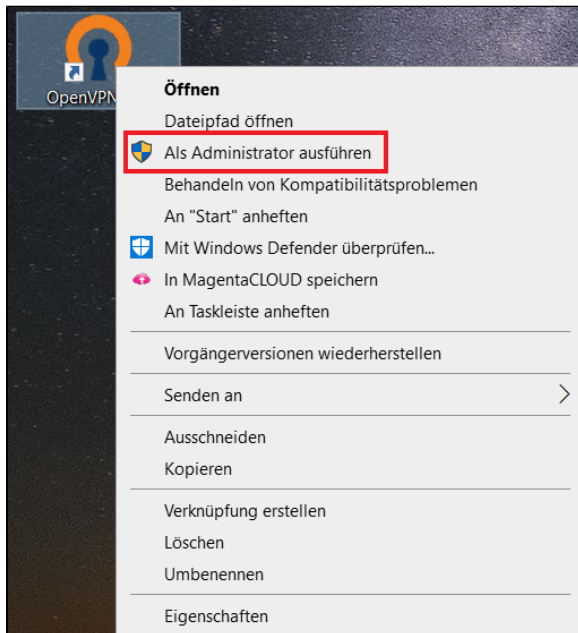 OpenVPN
Öffnen
Dateipfad öffnen
Als Administrator ausführen
Behandeln von Kompatibilitätsproblemen
An "Start" anheften
Mit Windows Defender überprüfen...
In MagentaCLOUD speichern
An Taskleiste anheften
Vorgängerversionen wiederherstellen
Senden an
Ausschneiden
Kopieren
Verknüpfung erstellen
Löschen
Umbenennen
Eigenschaften